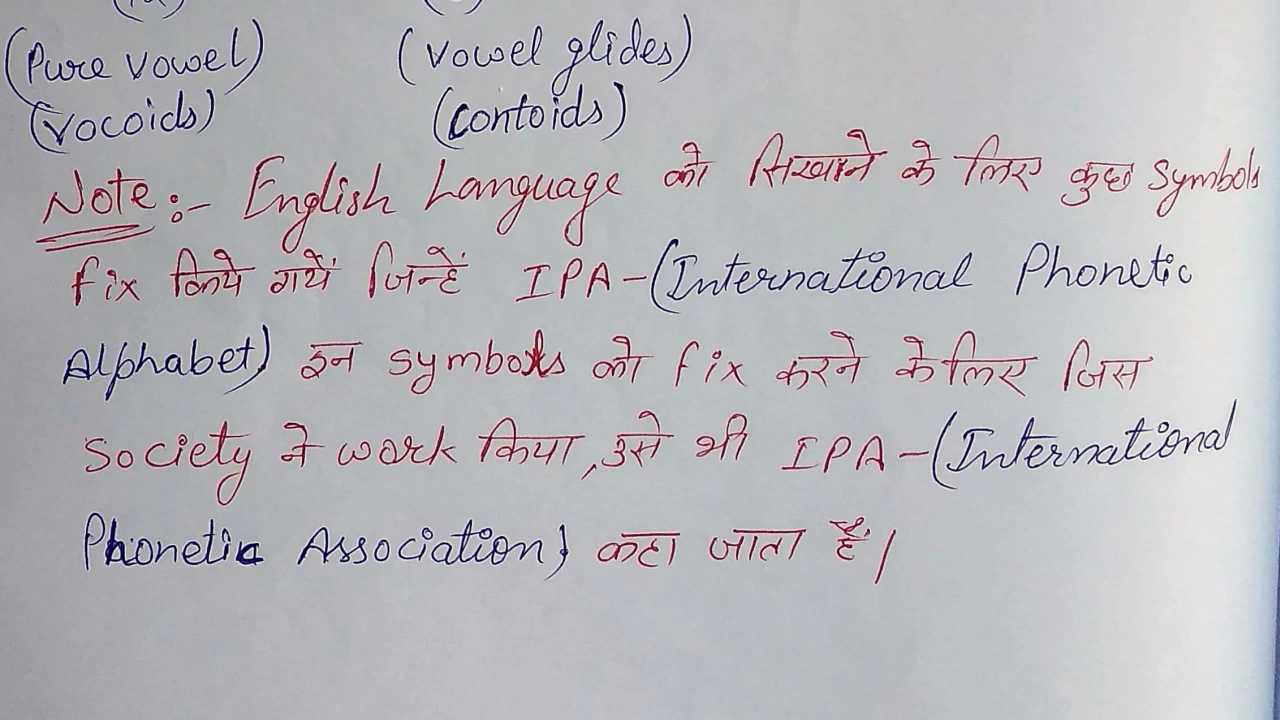 (Pure vowel) (vowel glides)
(vocoids) (contoids)
Note:- English Language को सिखाने के लिए कुछ Symbols
fix किये गयें जिन्हें IPA-(International Phonetic
Alphabet) इन symbols को fix करने के लिए जिस
Society ने work किया, उसे भी IPA-(International
Phonetic Association) कहा जाता हैं।